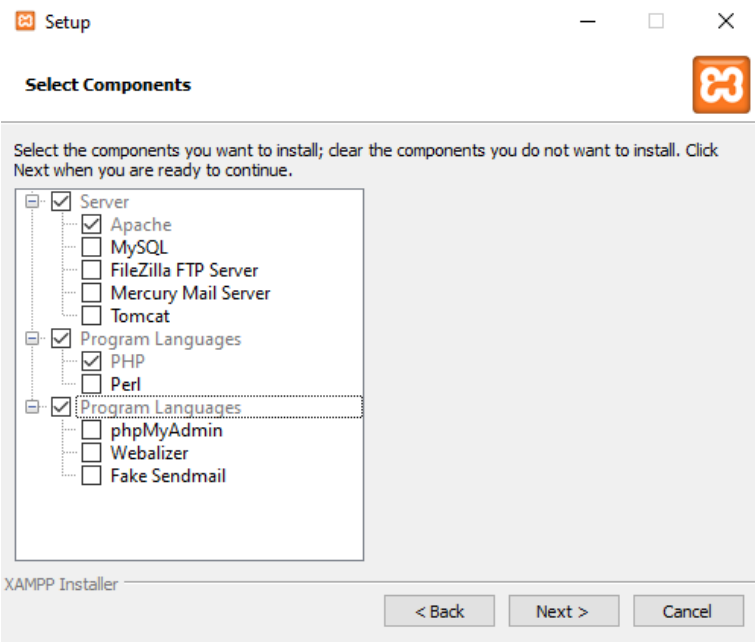 Setup
Select Components
Select the components you want to install; clear the components you do not want to install. Click
Next when you are ready to continue.
Server
Apache
MySQL
FileZilla FTP Server
Mercury Mail Server
Tomcat
Program Languages
PHP
Perl
Program Languages
phpMyAdmin
Webalizer
Fake Sendmail
XAMPP Installer
< Back Next > Cancel